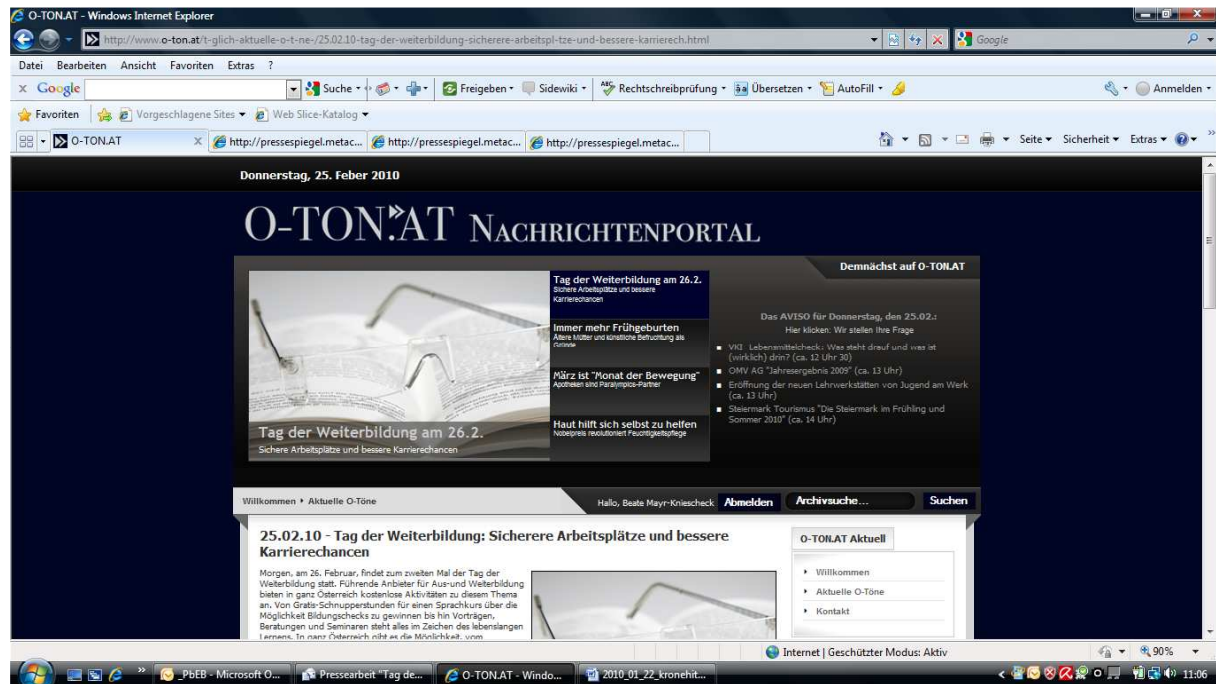 O-TON.AT - Windows Internet Explorer
http://www.o-ton.at/t-glich-aktuelle-o-t-ne-/25.02.10-tag-der-weiterbildung-sicherere-arbeitspl-tze-und-bessere-karrierech.html
Google
Datei Bearbeiten Ansicht Favoriten Extras ?
x Google Suche Freigeben Sidewiki Rechtschreibprüfung Übersetzen AutoFill Anmelden
Favoriten Vorgeschlagene Sites Web Slice-Katalog
O-TON.AT x http://pressespiegel.metac... http://pressespiegel.metac... http://pressespiegel.metac... Seite Sicherheit Extras
Donnerstag, 25. Feber 2010
O-TON.AT NACHRICHTENPORTAL
Demnächst auf O-TON.AT
Tag der Weiterbildung am 26.2.
Sichere Arbeitsplätze und bessere
Karrierechancen
Immer mehr Frühgeburten
Ältere Mütter und künstliche Befruchtung als
Gründe
März ist "Monat der Bewegung"
Apotheken sind Paralympics-Partner
Haut hilft sich selbst zu helfen
Nobelpreis revolutioniert Feuchtigkeitspflege
Tag der Weiterbildung am 26.2.
Sichere Arbeitsplätze und bessere Karrierechancen
Das AVISO für Donnerstag, den 25.02.:
Hier klicken: Wir stellen Ihre Frage
VKI Lebensmittelcheck: Was steht drauf und was ist
(wirklich) drin? (ca. 12 Uhr 30)
OMV AG "Jahresergebnis 2009" (ca. 13 Uhr)
Eröffnung der neuen Lehrwerkstätten von Jugend am Werk
(ca. 13 Uhr)
Steiermark Tourismus "Die Steiermark im Frühling und
Sommer 2010" (ca. 14 Uhr)
Willkommen Aktuelle O-Töne
Hallo, Beate Mayr-Kniescheck Abmelden Archivsuche... Suchen
25.02.10 - Tag der Weiterbildung: Sicherere Arbeitsplätze und bessere
Karrierechancen
Morgen, am 26. Februar, findet zum zweiten Mal der Tag der
Weiterbildung statt. Führende Anbieter für Aus-und Weiterbildung
bieten in ganz Österreich kostenlose Aktivitäten zu diesem Thema
an. Von Gratis-Schnupperstunden für einen Sprachkurs über die
Möglichkeit Bildungschecks zu gewinnen bis hin Vorträgen,
Beratungen und Seminaren steht alles im Zeichen des lebenslangen
Lernens. In ganz Österreich gibt es die Möglichkeit, vom
O-TON.AT Aktuell
Willkommen
Aktuelle O-Töne
Kontakt
Internet | Geschützter Modus: Aktiv 90%
_PbEB - Microsoft O... Pressearbeit "Tag de... O-TON.AT - Windo... 2010_01_22_kronehit... 11:06